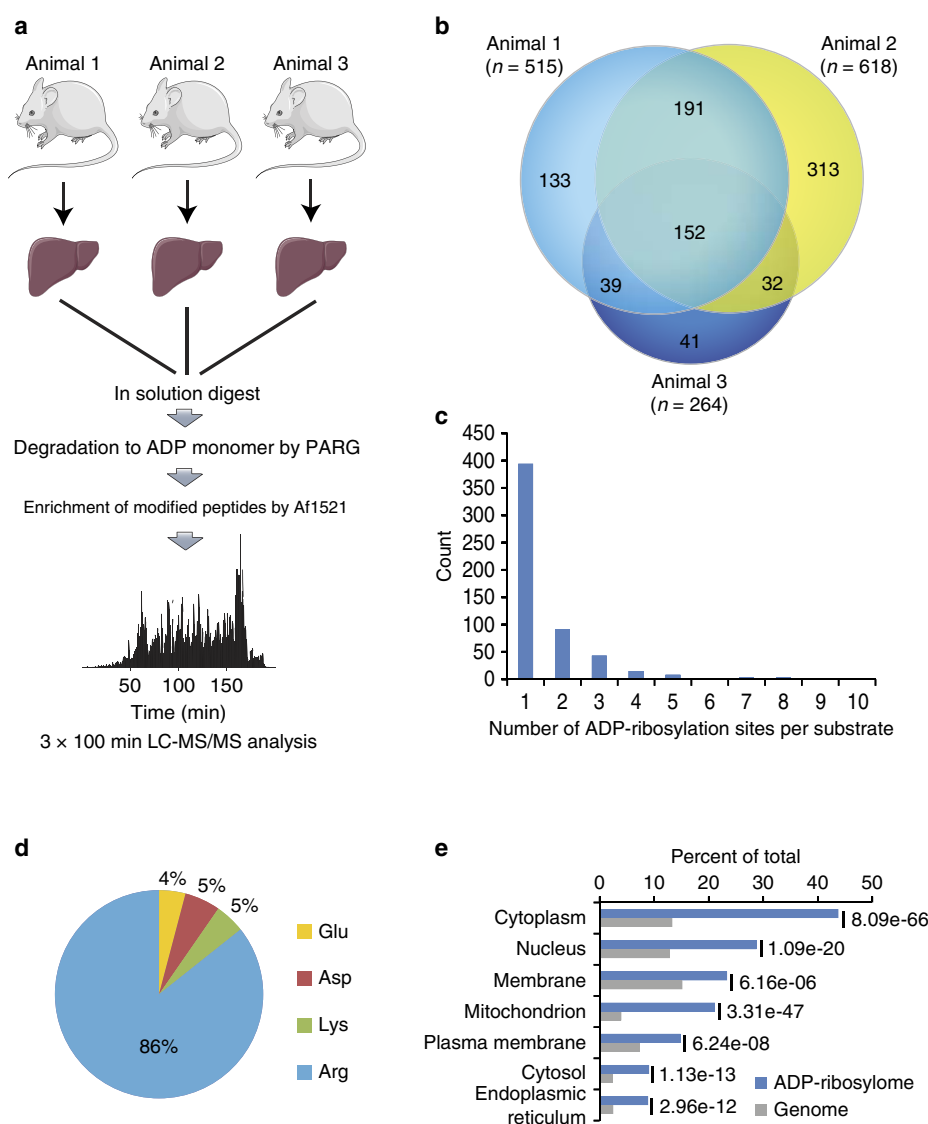 a
Animal 1
Animal 2
Animal 3
In solution digest
Degradation to ADP monomer by PARG
Enrichment of modified peptides by Af1521
50 100 150
Time (min)
3 × 100 min LC-MS/MS analysis
b
Animal 1
(n = 515)
Animal 2
(n = 618)
191
133
313
152
39
32
41
Animal 3
(n = 264)
c
450
400
350
300
250
200
150
100
50
0
Count
1 2 3 4 5 6 7 8 9 10
Number of ADP-ribosylation sites per substrate
d
4%
5%
5%
86%
Glu
Asp
Lys
Arg
e
Percent of total
0 10 20 30 40 50
Cytoplasm
8.09e-66
Nucleus
1.09e-20
Membrane
6.16e-06
Mitochondrion
3.31e-47
Plasma membrane
6.24e-08
Cytosol
1.13e-13
Endoplasmic
reticulum
2.96e-12
ADP-ribosylome
Genome